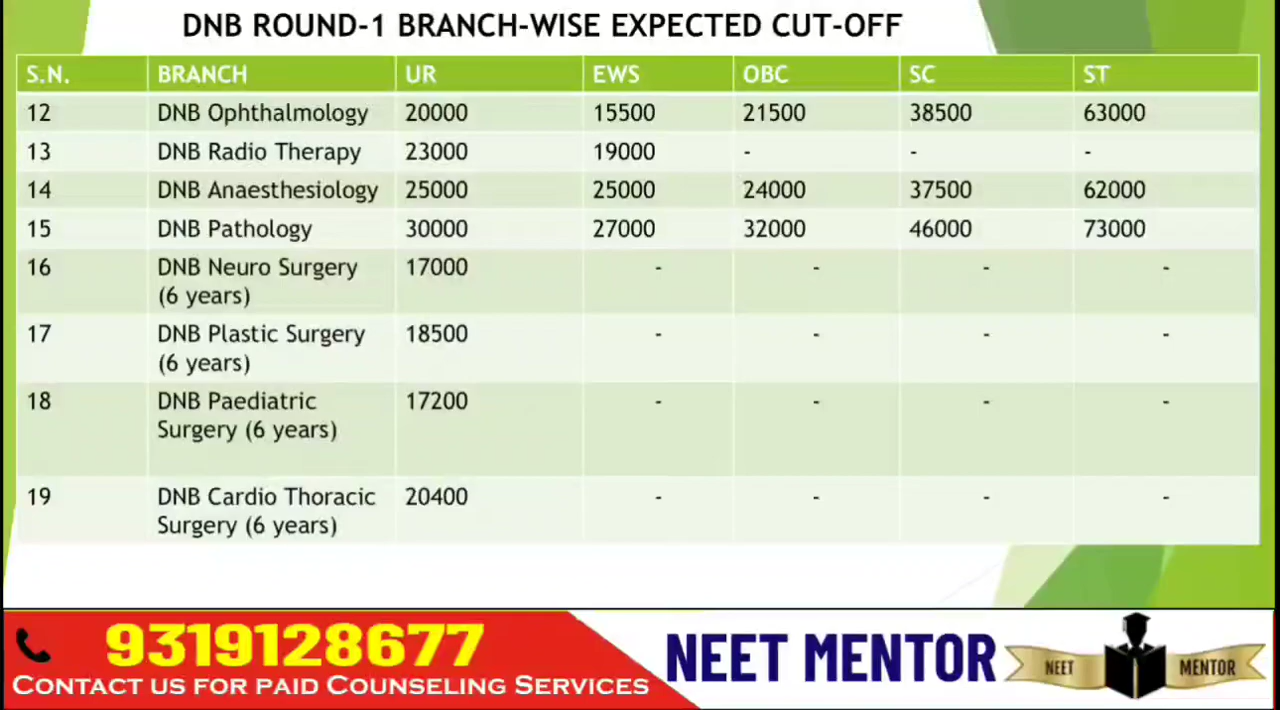 DNB ROUND-1 BRANCH-WISE EXPECTED CUT-OFF
S.N. BRANCH UR EWS OBC SC ST
12 DNB Ophthalmology 20000 15500 21500 38500 63000
13 DNB Radio Therapy 23000 19000 - - -
14 DNB Anaesthesiology 25000 25000 24000 37500 62000
15 DNB Pathology 30000 27000 32000 46000 73000
16 DNB Neuro Surgery 17000 - - - -
(6 years)
17 DNB Plastic Surgery 18500 - - - -
(6 years)
18 DNB Paediatric 17200 - - - -
Surgery (6 years)
19 DNB Cardio Thoracic 20400 - - - -
Surgery (6 years)
9319128677
CONTACT US FOR PAID COUNSELING SERVICES
NEET MENTOR
NEET MENTOR